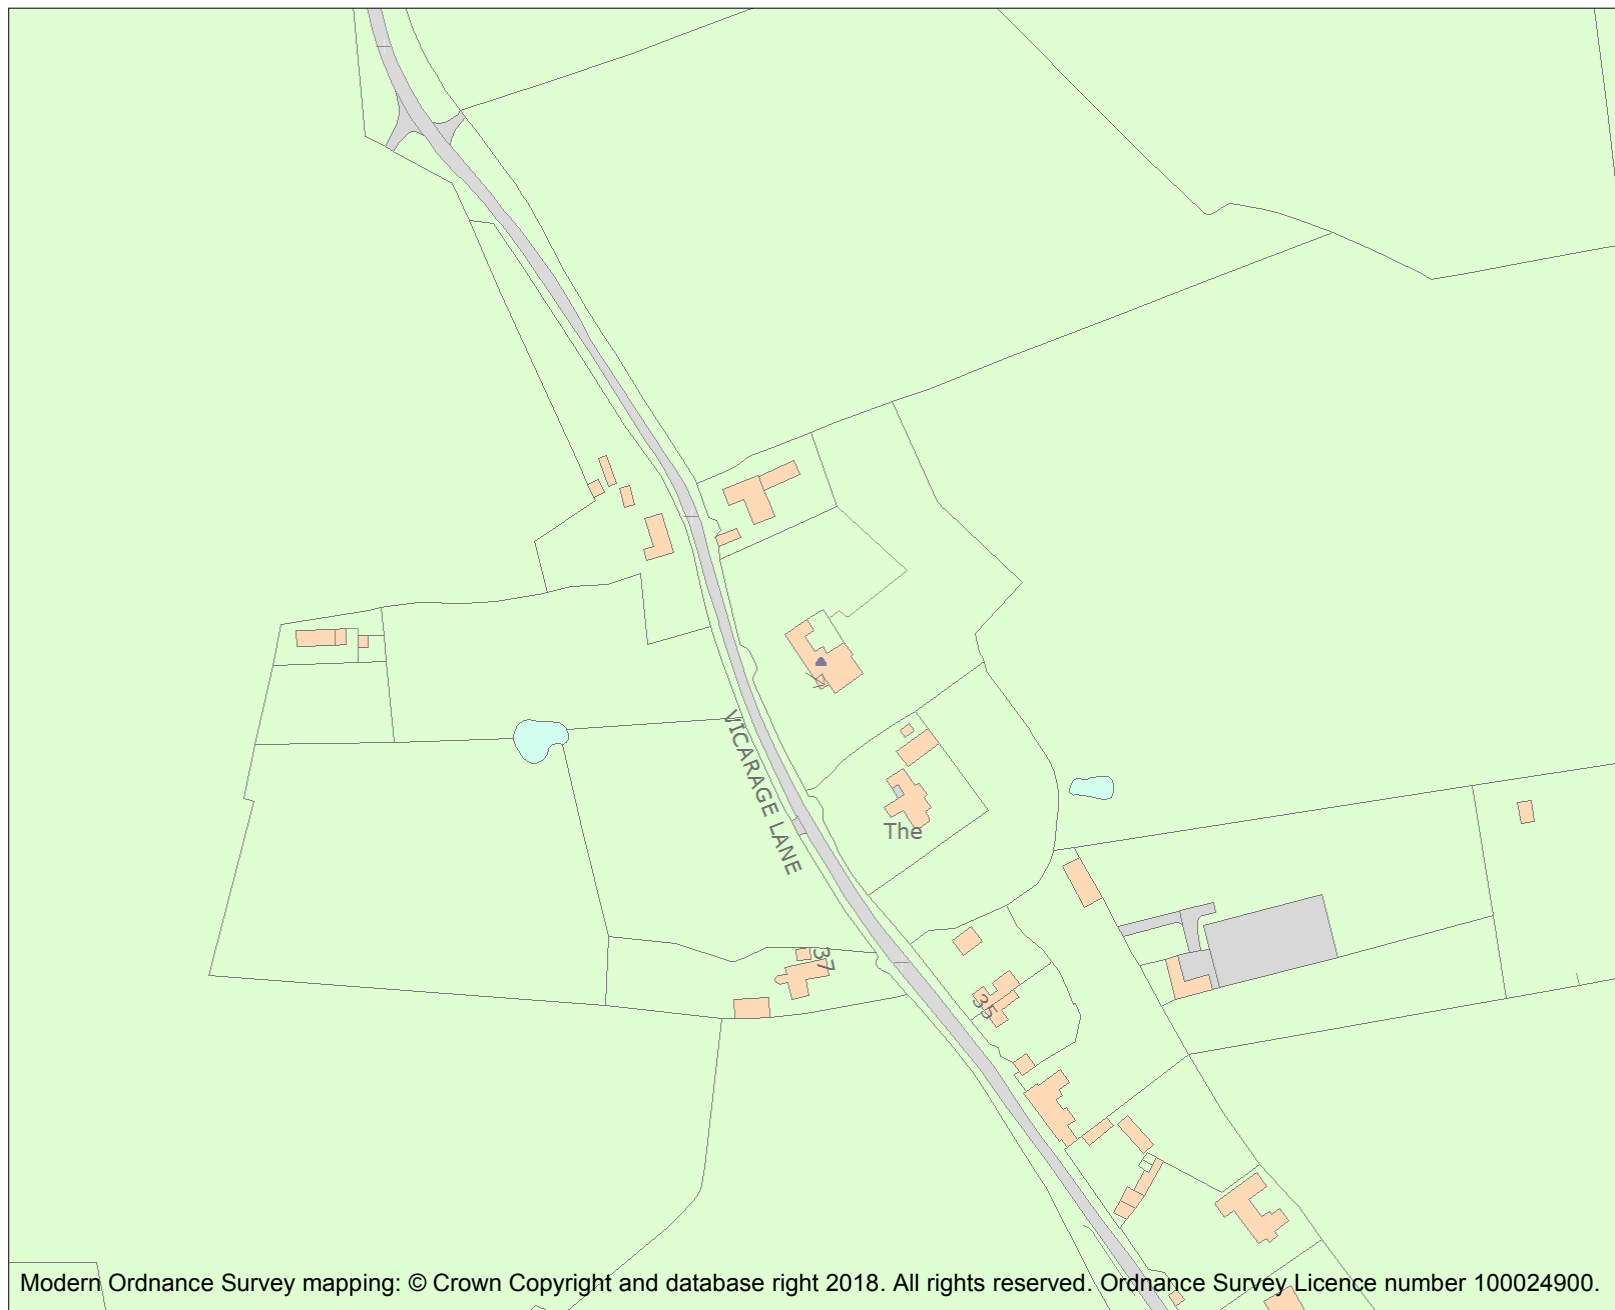 VICARAGE LANE
The
37
35
Modern Ordnance Survey mapping: © Crown Copyright and database right 2018. All rights reserved. Ordnance Survey Licence number 100024900.